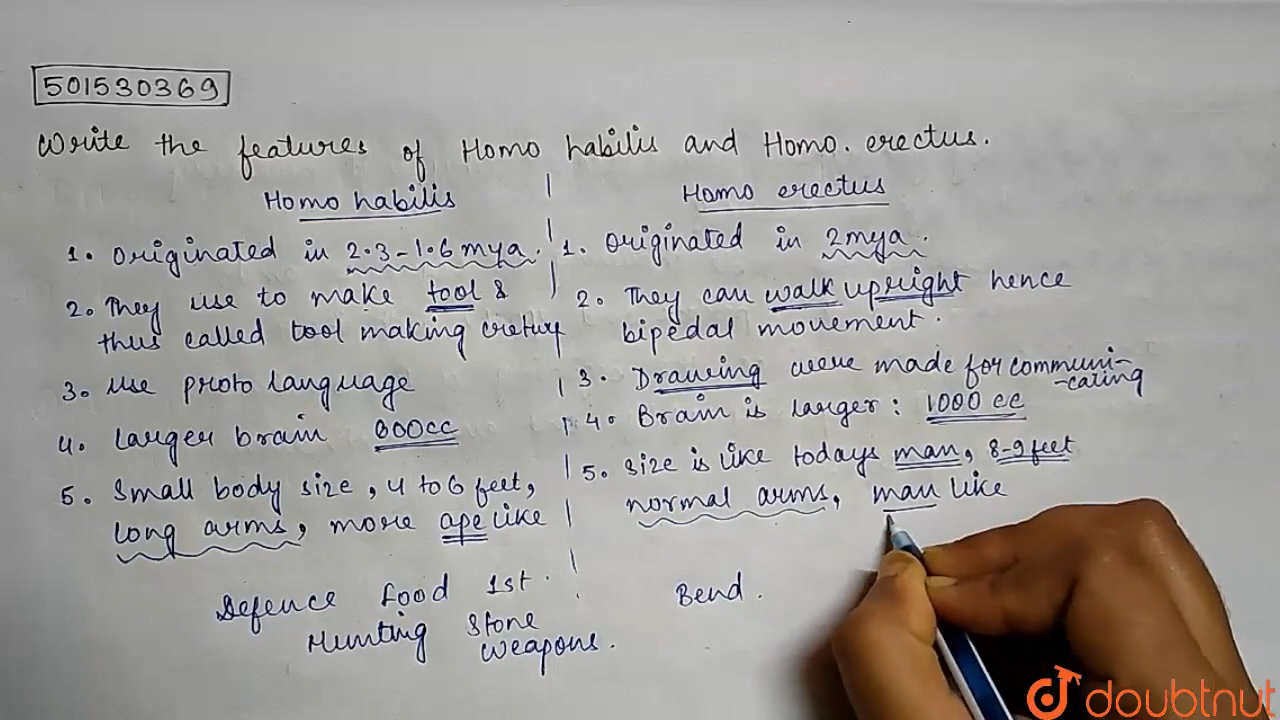 501530369
Write the features of Homo habilis and Homo. erectus.
Homo habilis
1. Originated in 2.3-1.6 mya.
2. They use to make tool &
thus called tool making creture
3. Use proto language
4. Larger brain 600cc
5. Small body size, 4 to 6 feet,
long arms, more ape like
Homo erectus
1. Originated in 2mya.
2. They can walk upright hence
bipedal movement.
3. Drawing were made for communi-
-cating
4. Brain is larger: 1000 cc
5. Size is like todays man, 8-9 feet
normal arms, man like
Defence food 1st.
Hunting Stone
Weapons.
Bend.
doubtnut